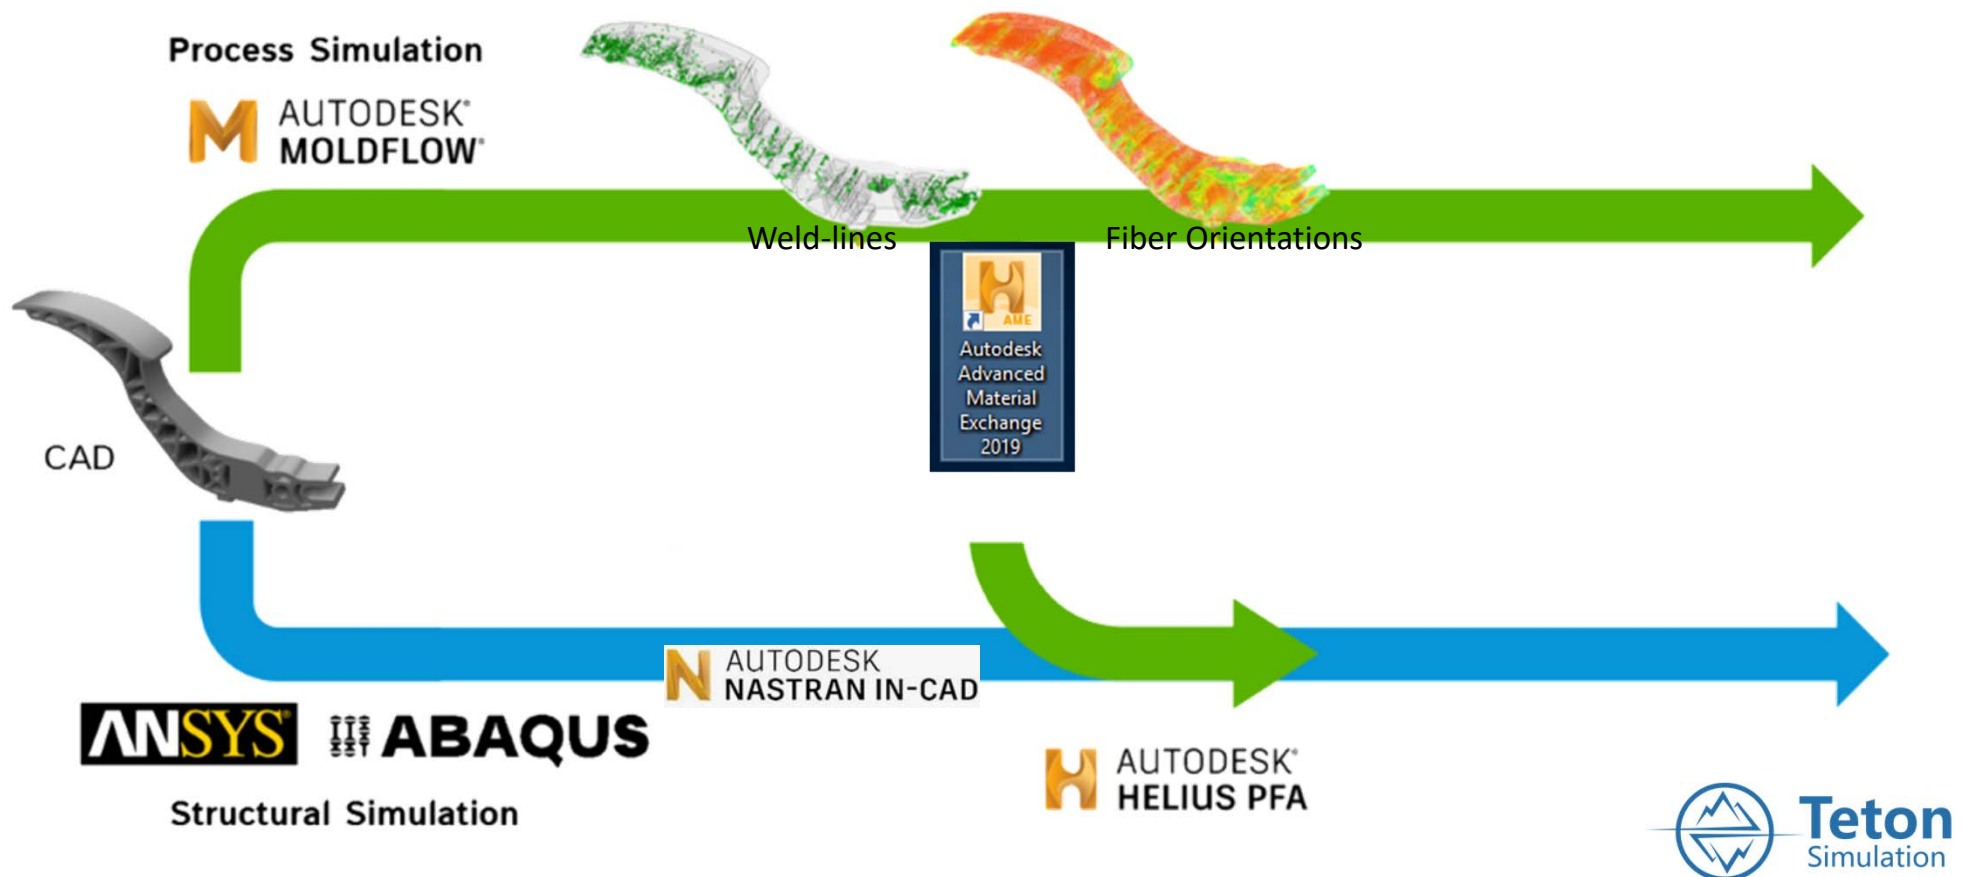 Process Simulation
AUTODESK®
MOLDFLOW®
Weld-lines
Fiber Orientations
AME
Autodesk
Advanced
Material
Exchange
2019
CAD
AUTODESK
NASTRAN IN-CAD
ANSYS®
ABAQUS
Structural Simulation
AUTODESK®
HELIUS PFA
Teton
Simulation